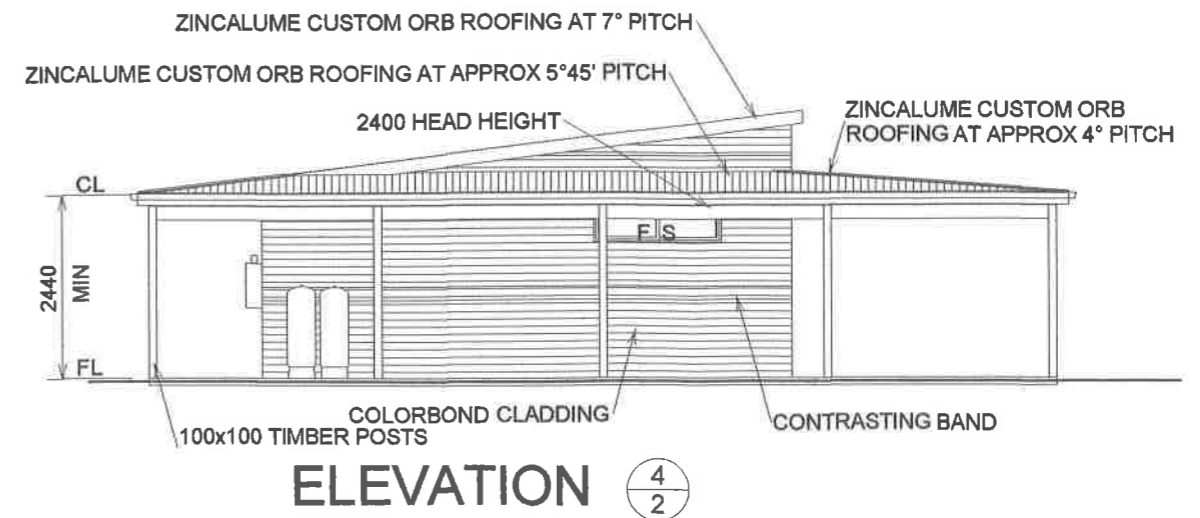 ZINCALUME CUSTOM ORB ROOFING AT 7° PITCH
ZINCALUME CUSTOM ORB ROOFING AT APPROX 5°45' PITCH
2400 HEAD HEIGHT
ZINCALUME CUSTOM ORB
ROOFING AT APPROX 4° PITCH
CL
F S
2440
MIN
FL
COLORBOND CLADDING
CONTRASTING BAND
100x100 TIMBER POSTS
ELEVATION
4
2